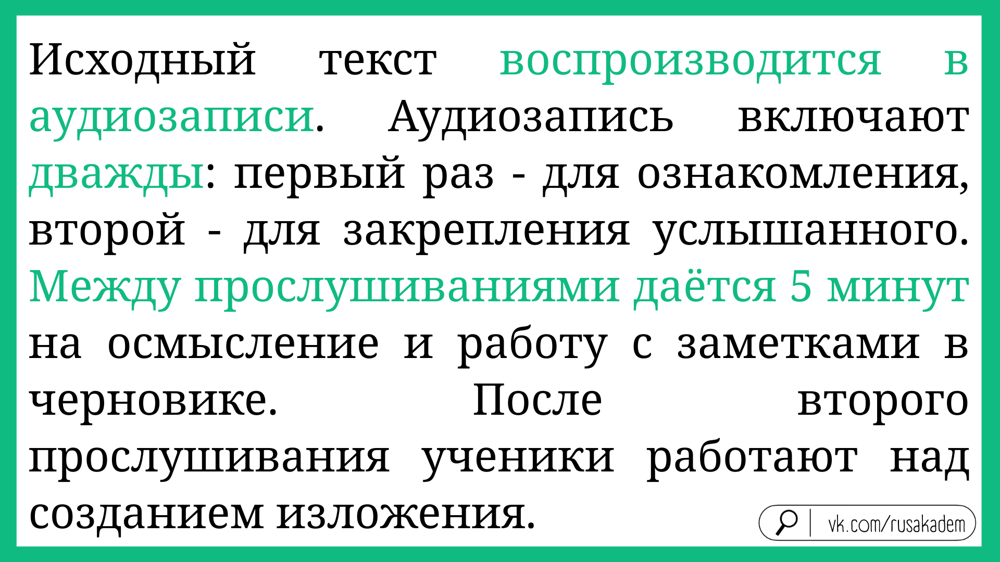 Исходный текст воспроизводится в
аудиозаписи. Аудиозапись включают
дважды: первый раз - для ознакомления,
второй - для закрепления услышанного.
Между прослушиваниями даётся 5 минут
на осмысление и работу с заметками в
черновике. После второго
прослушивания ученики работают над
созданием изложения.
vk.com/rusakadem